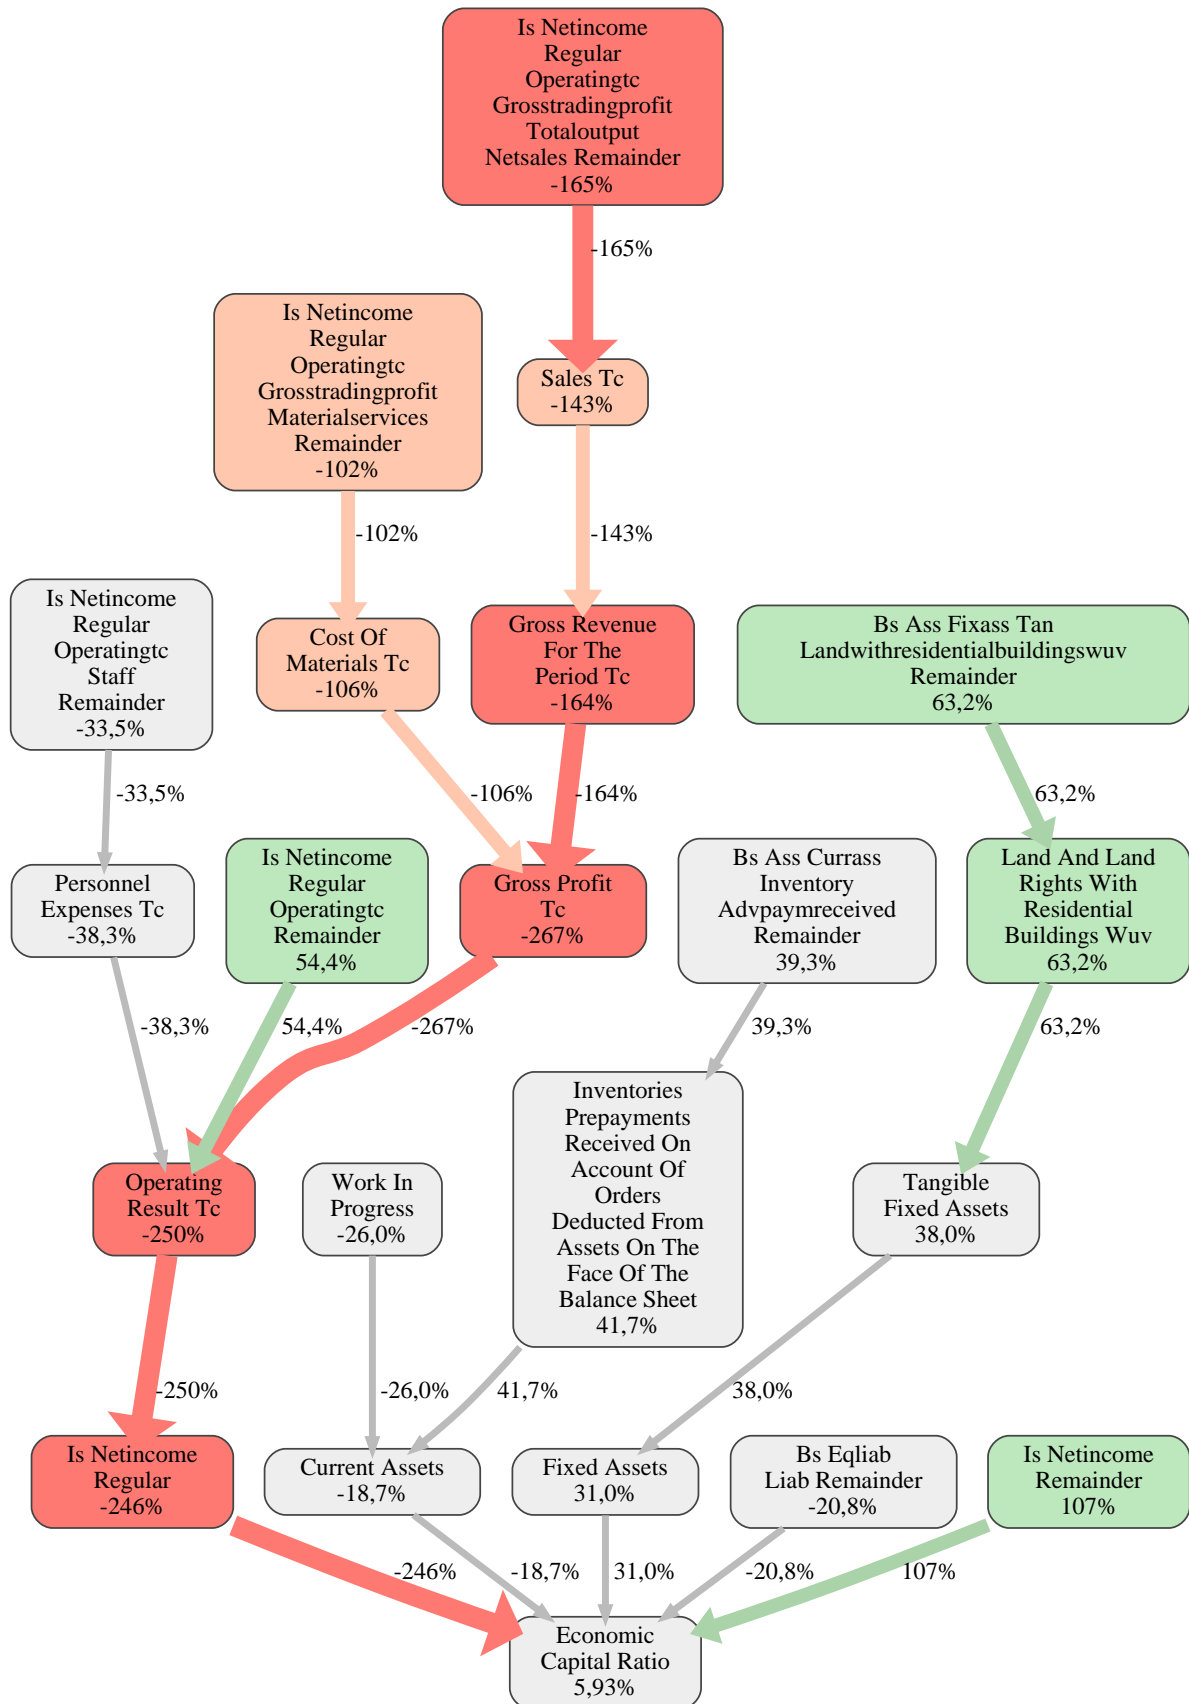 Is Netincome
Regular
Operatingtc
Grosstradingprofit
Totaloutput
Netsales Remainder
-165%
-165%
Is Netincome
Regular
Operatingtc
Grosstradingprofit
Materialservices
Remainder
-102%
Sales Tc
-143%
-102%
-143%
Is Netincome
Regular
Operatingtc
Staff
Remainder
-33,5%
Cost Of
Materials Tc
-106%
Gross Revenue
For The
Period Tc
-164%
Bs Ass Fixass Tan
Landwithresidentialbuildingswuv
Remainder
63,2%
-33,5%
-106%
-164%
63,2%
Personnel
Expenses Tc
-38,3%
Is Netincome
Regular
Operatingtc
Remainder
54,4%
Gross Profit
Tc
-267%
Bs Ass Currass
Inventory
Advpaymreceived
Remainder
39,3%
Land And Land
Rights With
Residential
Buildings Wuv
63,2%
-38,3%
54,4%
-267%
39,3%
63,2%
Operating
Result Tc
-250%
Work In
Progress
-26,0%
Inventories
Prepayments
Received On
Account Of
Orders
Deducted From
Assets On The
Face Of The
Balance Sheet
41,7%
Tangible
Fixed Assets
38,0%
-250%
-26,0%
41,7%
38,0%
Is Netincome
Regular
-246%
Current Assets
-18,7%
Fixed Assets
31,0%
Bs Eqliab
Liab Remainder
-20,8%
Is Netincome
Remainder
107%
-246%
-18,7%
31,0%
-20,8%
107%
Economic
Capital Ratio
5,93%